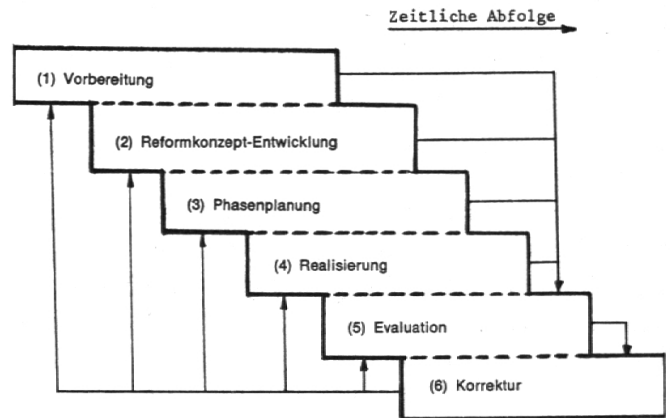 Zeitliche Abfolge
(1) Vorbereitung
(2) Reformkonzept-Entwicklung
(3) Phasenplanung
(4) Realisierung
(5) Evaluation
(6) Korrektur